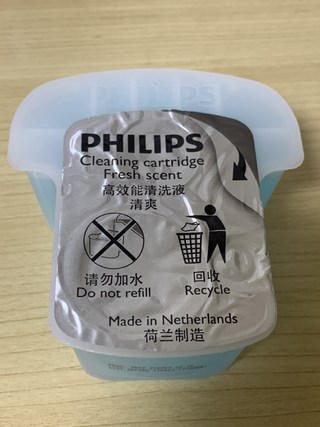 PHILIPS
PHILIPS
Cleaning cartridge
Fresh scent
高效能清洗液
清爽
请勿加水
Do not refill
回收
Recycle
Made in Netherlands
荷兰制造